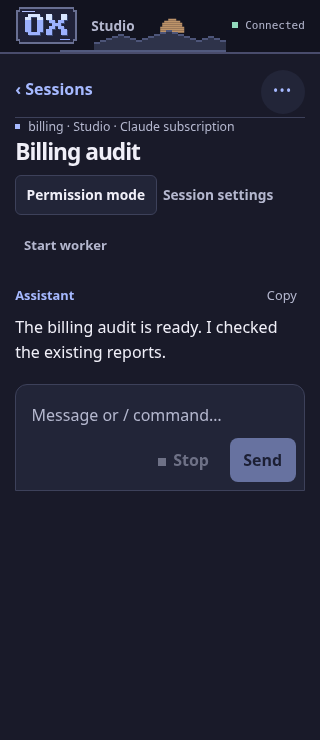 OX
Studio
Connected
‹ Sessions
billing · Studio · Claude subscription
Billing audit
Permission mode
Session settings
Start worker
Assistant
Copy
The billing audit is ready. I checked
the existing reports.
Message or / command...
Stop
Send